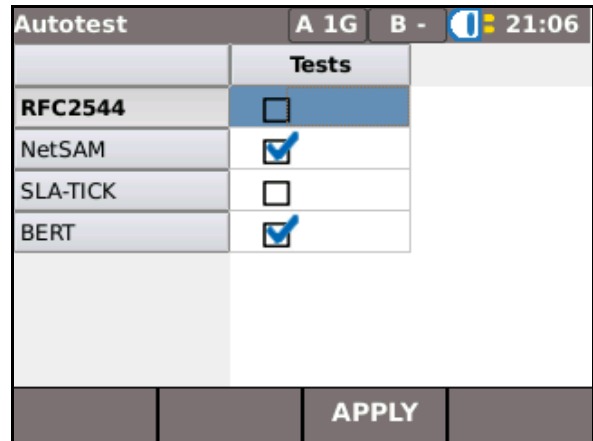 Autotest A 1G B - 21:06
Tests
RFC2544
NetSAM
SLA-TICK
BERT
APPLY